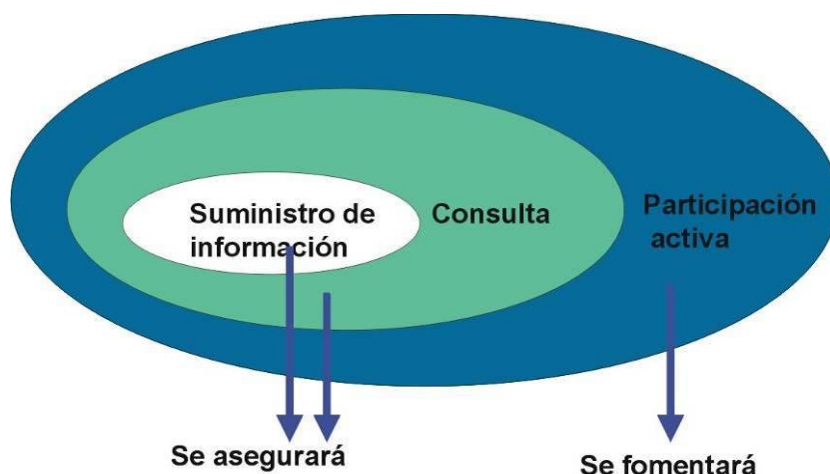 Suministro de
información
Consulta
Participación
activa
Se asegurará
Se fomentará